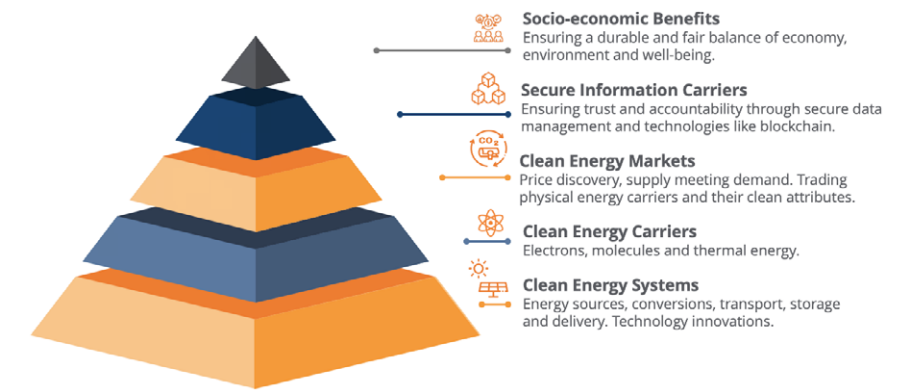 Socio-economic Benefits
Ensuring a durable and fair balance of economy,
environment and well-being.
Secure Information Carriers
Ensuring trust and accountability through secure data
management and technologies like blockchain.
CO2
Clean Energy Markets
Price discovery, supply meeting demand. Trading
physical energy carriers and their clean attributes.
Clean Energy Carriers
Electrons, molecules and thermal energy.
Clean Energy Systems
Energy sources, conversions, transport, storage
and delivery. Technology innovations.